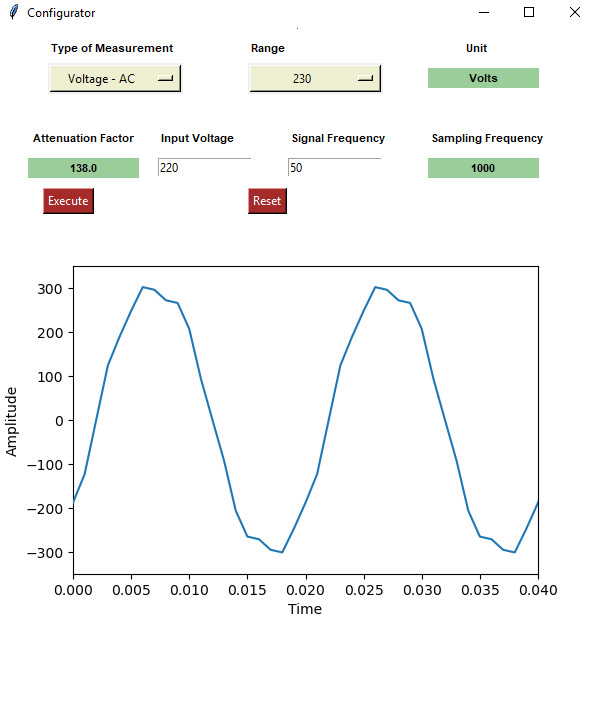 Configurator
Type of Measurement Range Unit
Voltage - AC 230 Volts
Attenuation Factor Input Voltage Signal Frequency Sampling Frequency
138.0 220 50 1000
Execute Reset
300
200
100
0
−100
−200
−300
Amplitude
0.000 0.005 0.010 0.015 0.020 0.025 0.030 0.035 0.040
Time